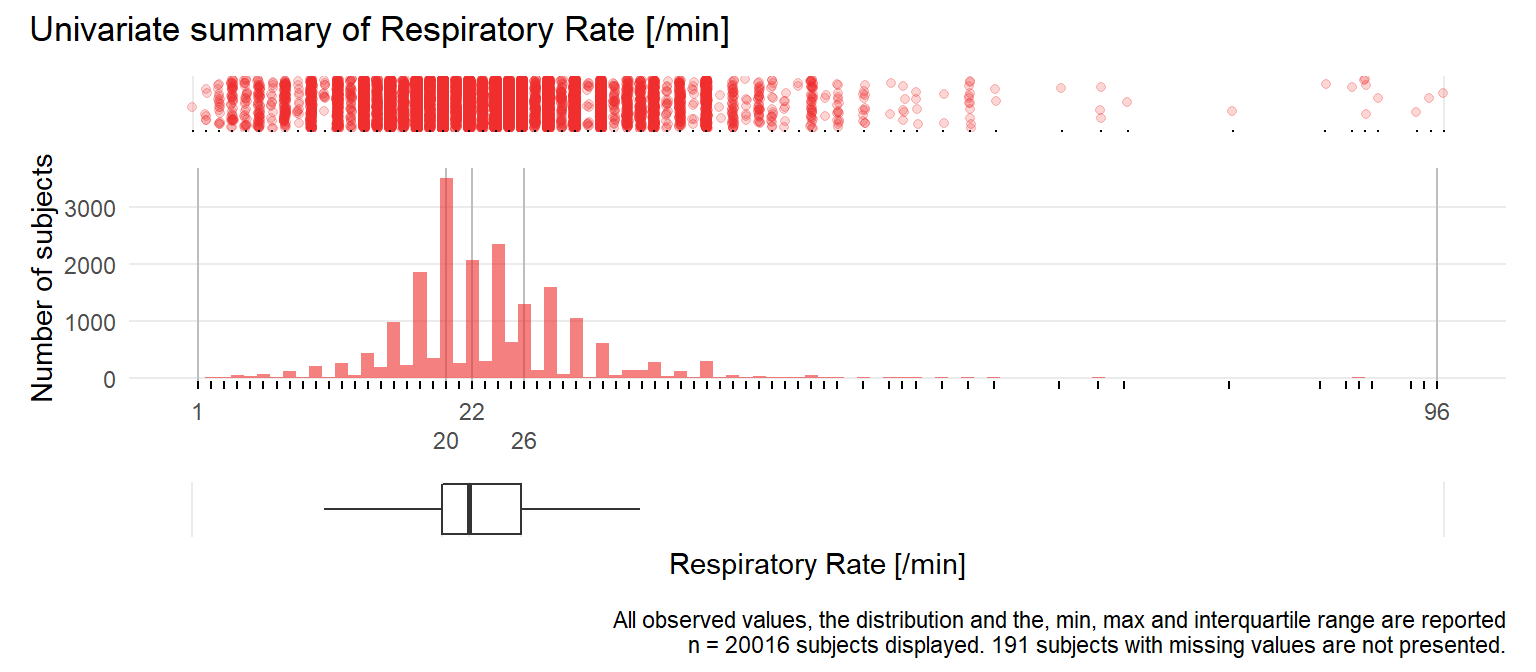 Univariate summary of Respiratory Rate [/min]
Number of subjects
3000
2000
1000
0
1 22 96
20 26
Respiratory Rate [/min]
All observed values, the distribution and the, min, max and interquartile range are reported
n = 20016 subjects displayed. 191 subjects with missing values are not presented.